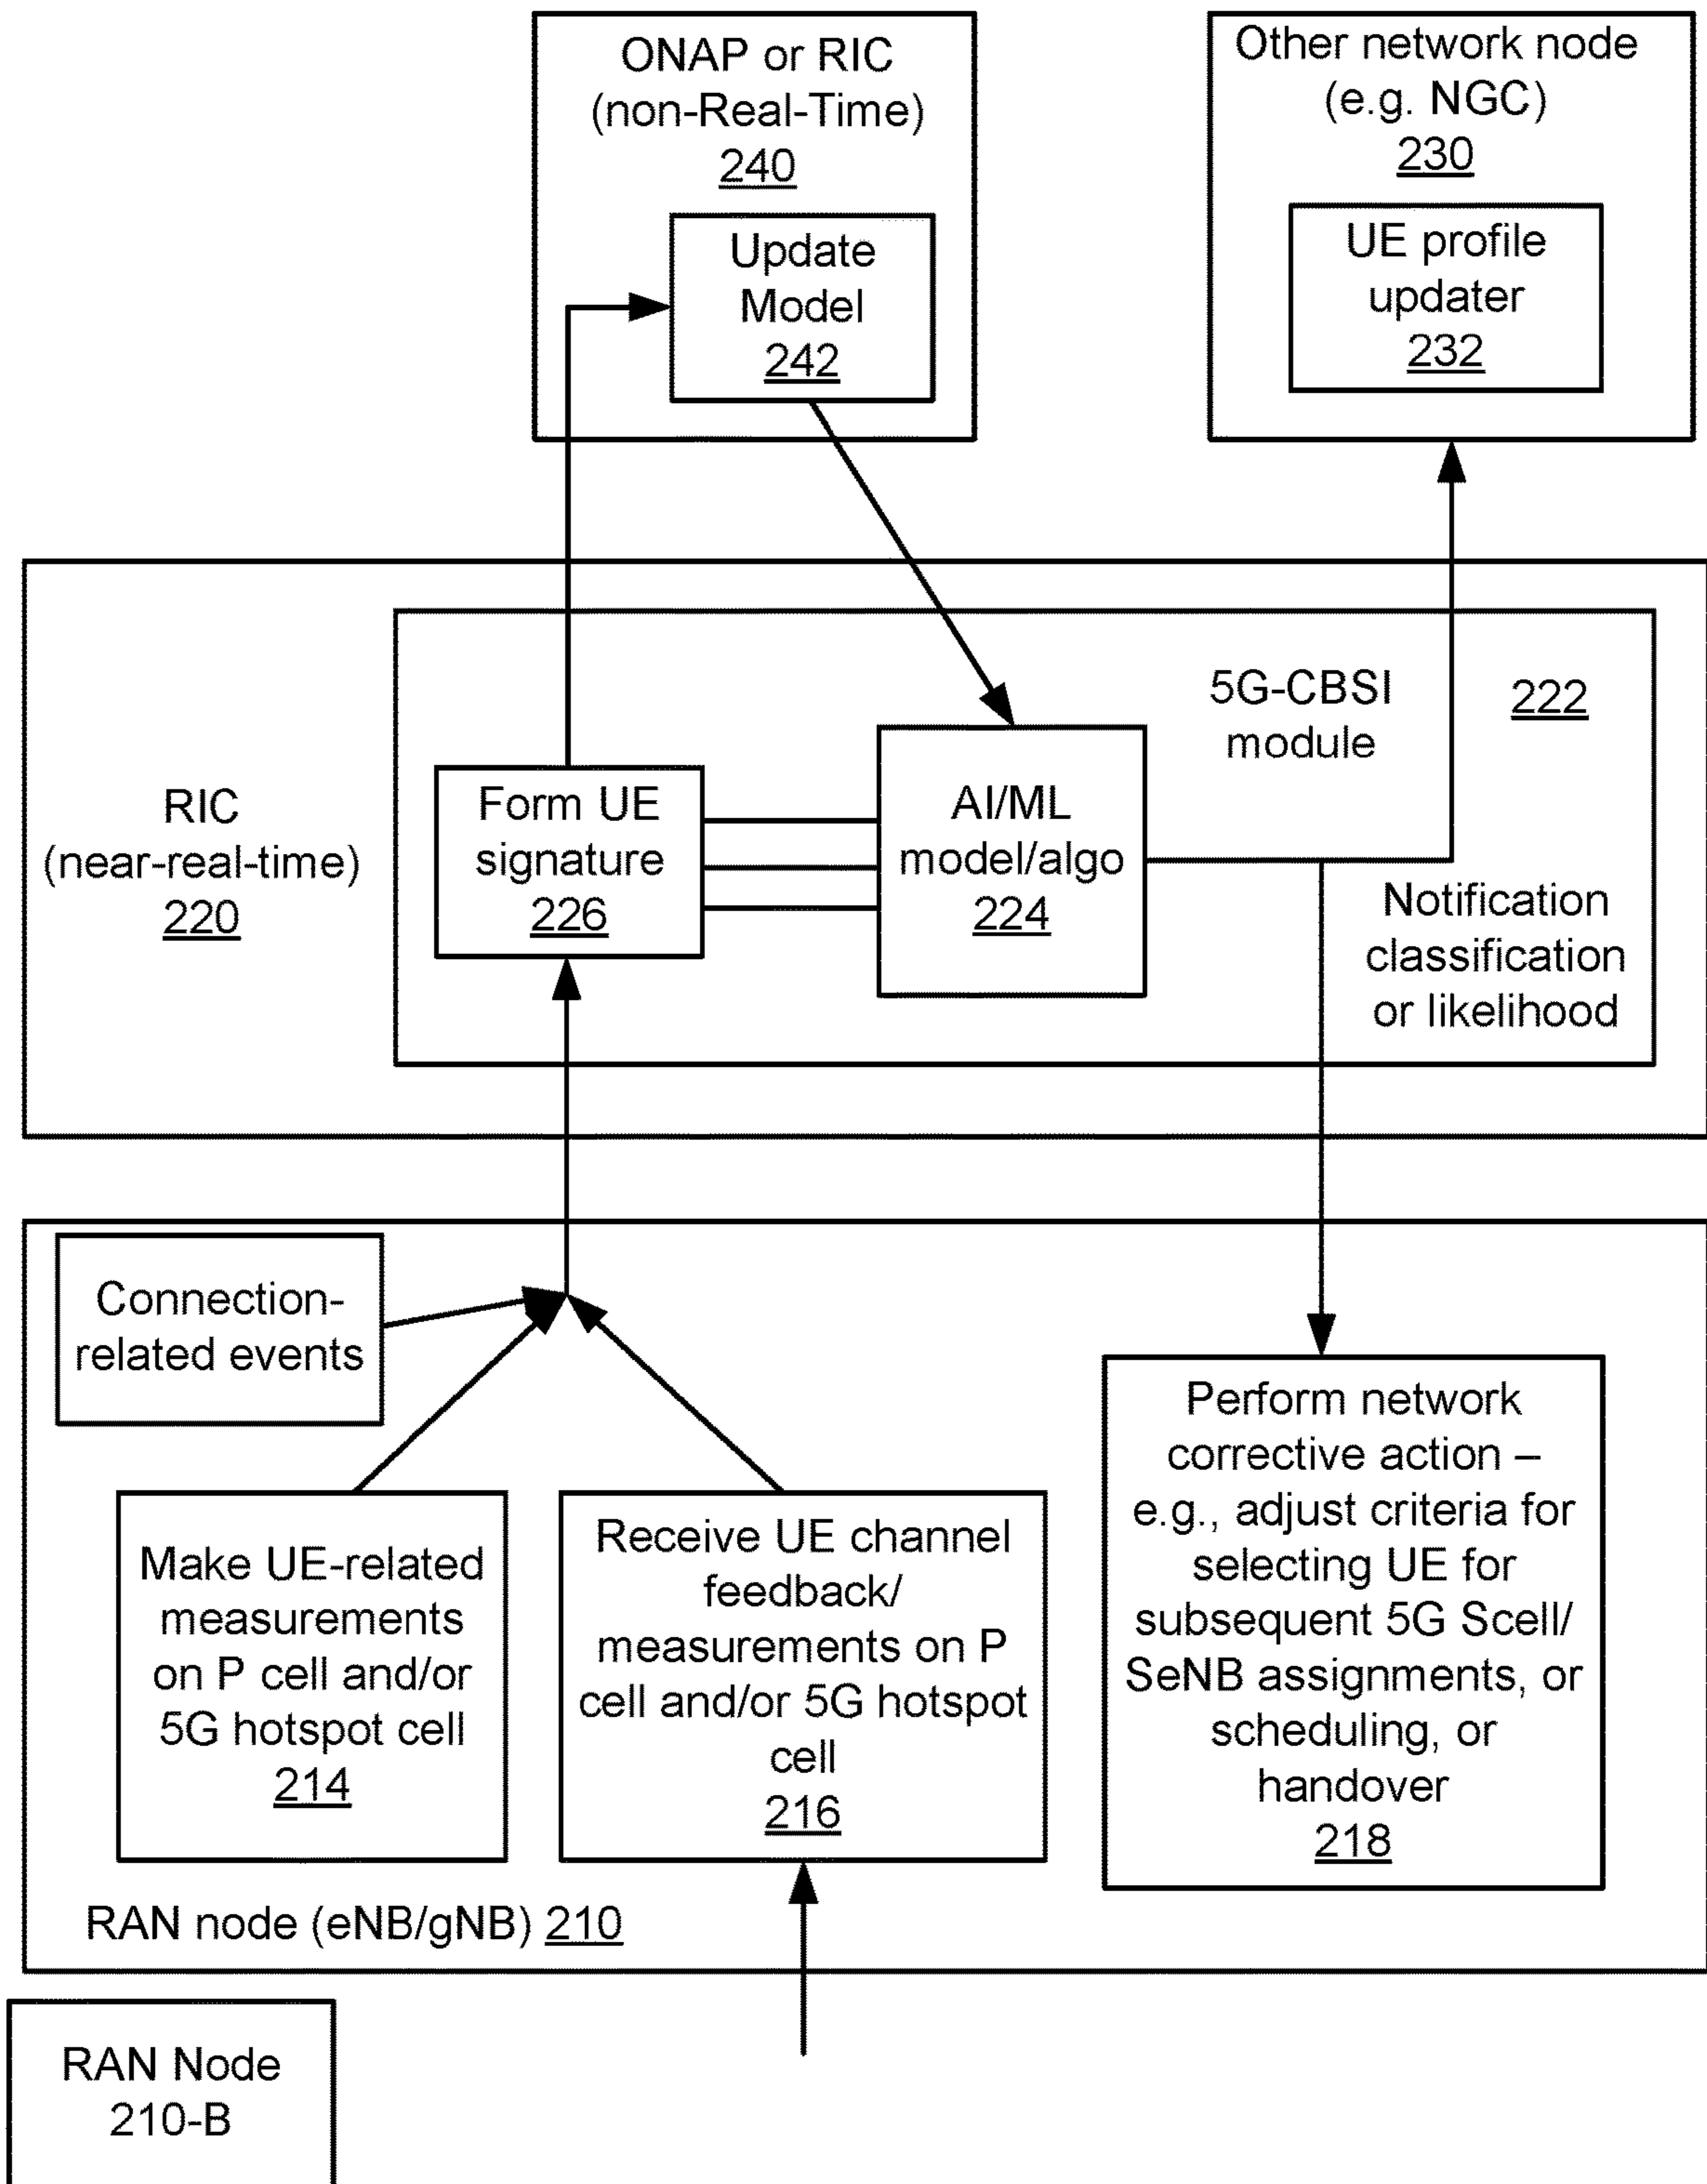 ONAP or RIC
(non-Real-Time)
240
Update
Model
242
Other network node
(e.g. NGC)
230
UE profile
updater
232
RIC
(near-real-time)
220
5G-CBSI
module
222
Form UE
signature
226
AI/ML
model/algo
224
Notification
classification
or likelihood
Connection-
related events
Make UE-related
measurements
on P cell and/or
5G hotspot cell
214
Receive UE channel
feedback/
measurements on P
cell and/or 5G hotspot
cell
216
Perform network
corrective action –
e.g., adjust criteria for
selecting UE for
subsequent 5G Scell/
SeNB assignments, or
scheduling, or
handover
218
RAN node (eNB/gNB) 210
RAN Node
210-B